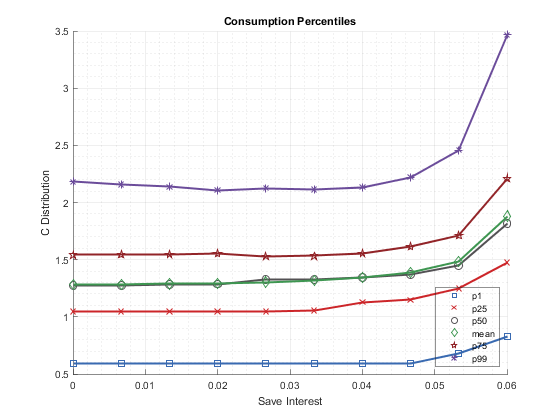 Consumption Percentiles
3.5
3
2.5
2
1.5
1
0.5
C Distribution
0
0.01
0.02
0.03
0.04
0.05
0.06
Save Interest
p1
p25
p50
mean
p75
p99